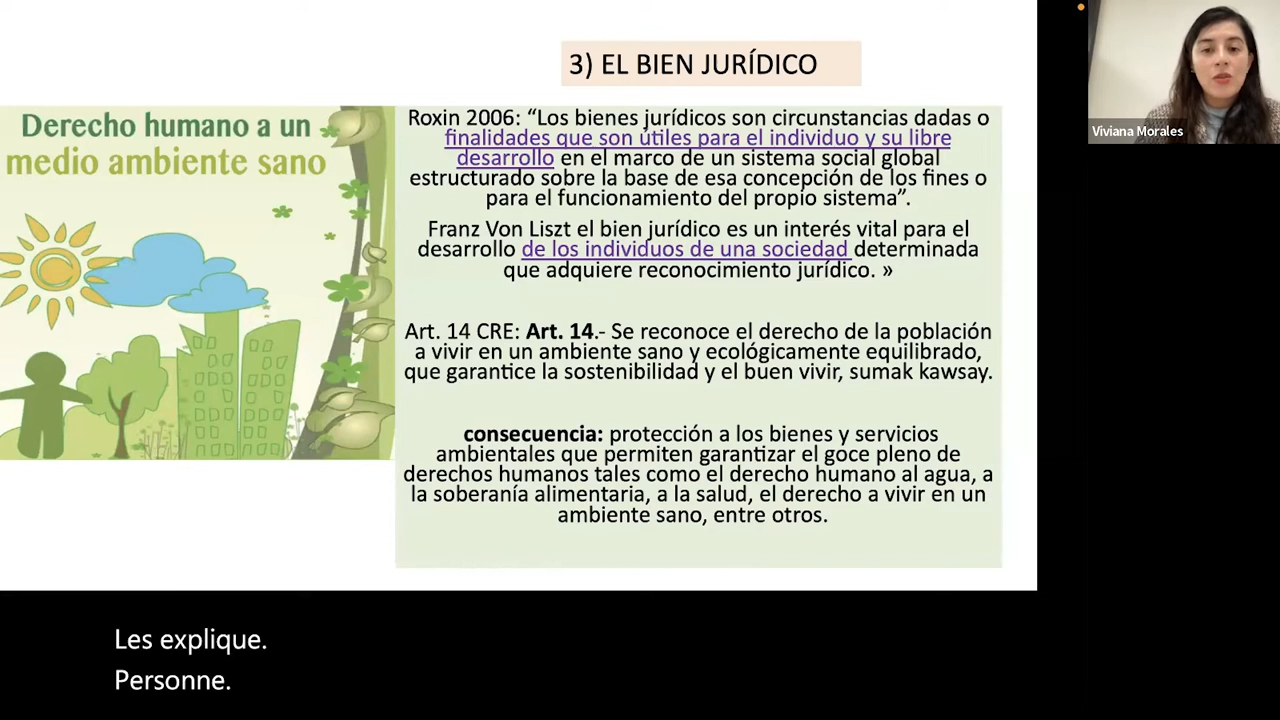 3) EL BIEN JURÍDICO
Derecho humano a un
medio ambiente sano
Roxin 2006: “Los bienes jurídicos son circunstancias dadas o
finalidades que son útiles para el individuo y su libre
desarrollo en el marco de un sistema social global
estructurado sobre la base de esa concepción de los fines o
para el funcionamiento del propio sistema”.
Franz Von Liszt el bien jurídico es un interés vital para el
desarrollo de los individuos de una sociedad determinada
que adquiere reconocimiento jurídico. »
Art. 14 CRE: Art. 14.- Se reconoce el derecho de la población
a vivir en un ambiente sano y ecológicamente equilibrado,
que garantice la sostenibilidad y el buen vivir, sumak kawsay.
consecuencia: protección a los bienes y servicios
ambientales que permiten garantizar el goce pleno de
derechos humanos tales como el derecho humano al agua, a
la soberanía alimentaria, a la salud, el derecho a vivir en un
ambiente sano, entre otros.
Viviana Morales
Les explique.
Personne.